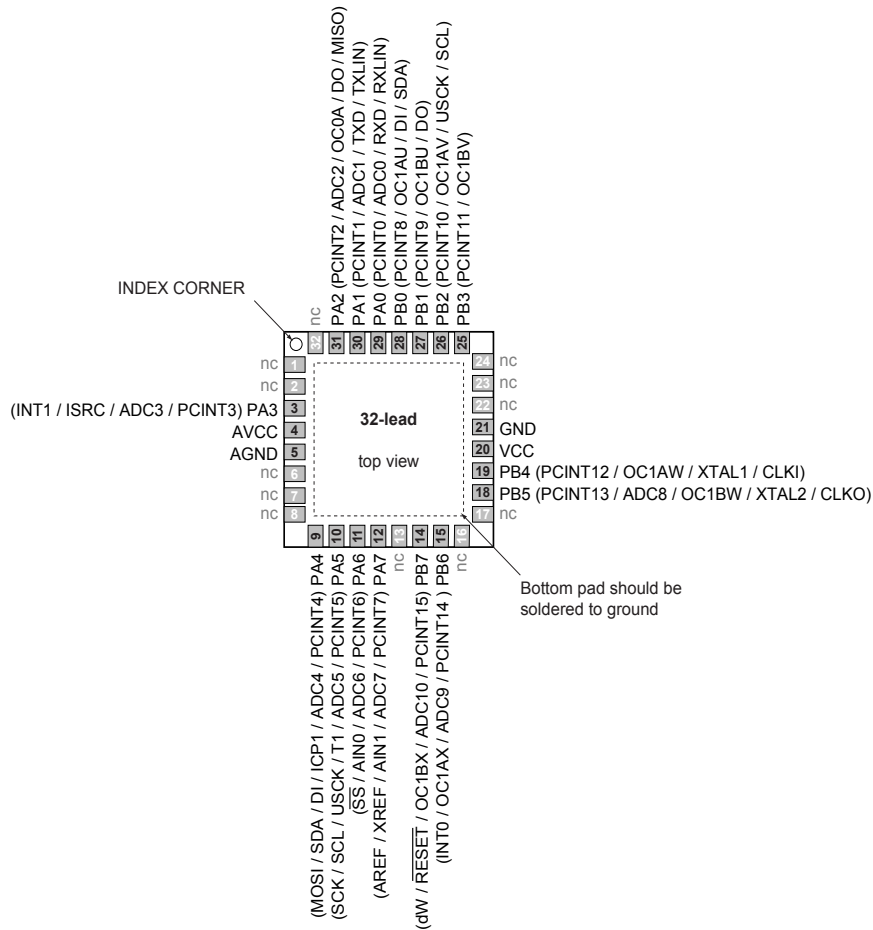 PA2 (PCINT2 / ADC2 / OC0A / DO / MISO)
PA1 (PCINT1 / ADC1 / TXD / TXLIN)
PA0 (PCINT0 / ADC0 / RXD / RXLIN)
PB0 (PCINT8 / OC1AU / DI / SDA)
PB1 (PCINT9 / OC1BU / DO)
PB2 (PCINT10 / OC1AV / USCK / SCL)
PB3 (PCINT11 / OC1BV)
INDEX CORNER
nc
32 31 30 29 28 27 26 25
nc 1
nc 2
(INT1 / ISRC / ADC3 / PCINT3) PA3 3
AVCC 4
AGND 5
nc 6
nc 7
nc 8
32-lead
top view
24 nc
23 nc
22 nc
21 GND
20 VCC
19 PB4 (PCINT12 / OC1AW / XTAL1 / CLKI)
18 PB5 (PCINT13 / ADC8 / OC1BW / XTAL2 / CLKO)
17 nc
9 10 11 12 13 14 15 16
(MOSI / SDA / DI / ICP1 / ADC4 / PCINT4) PA4
(SCK / SCL / USCK / T1 / ADC5 / PCINT5) PA5
(SS / AIN0 / ADC6 / PCINT6) PA6
(AREF / XREF / AIN1 / ADC7 / PCINT7) PA7
nc
(dW / RESET / OC1BX / ADC10 / PCINT15) PB7
(INT0 / OC1AX / ADC9 / PCINT14 ) PB6
nc
Bottom pad should be
soldered to ground